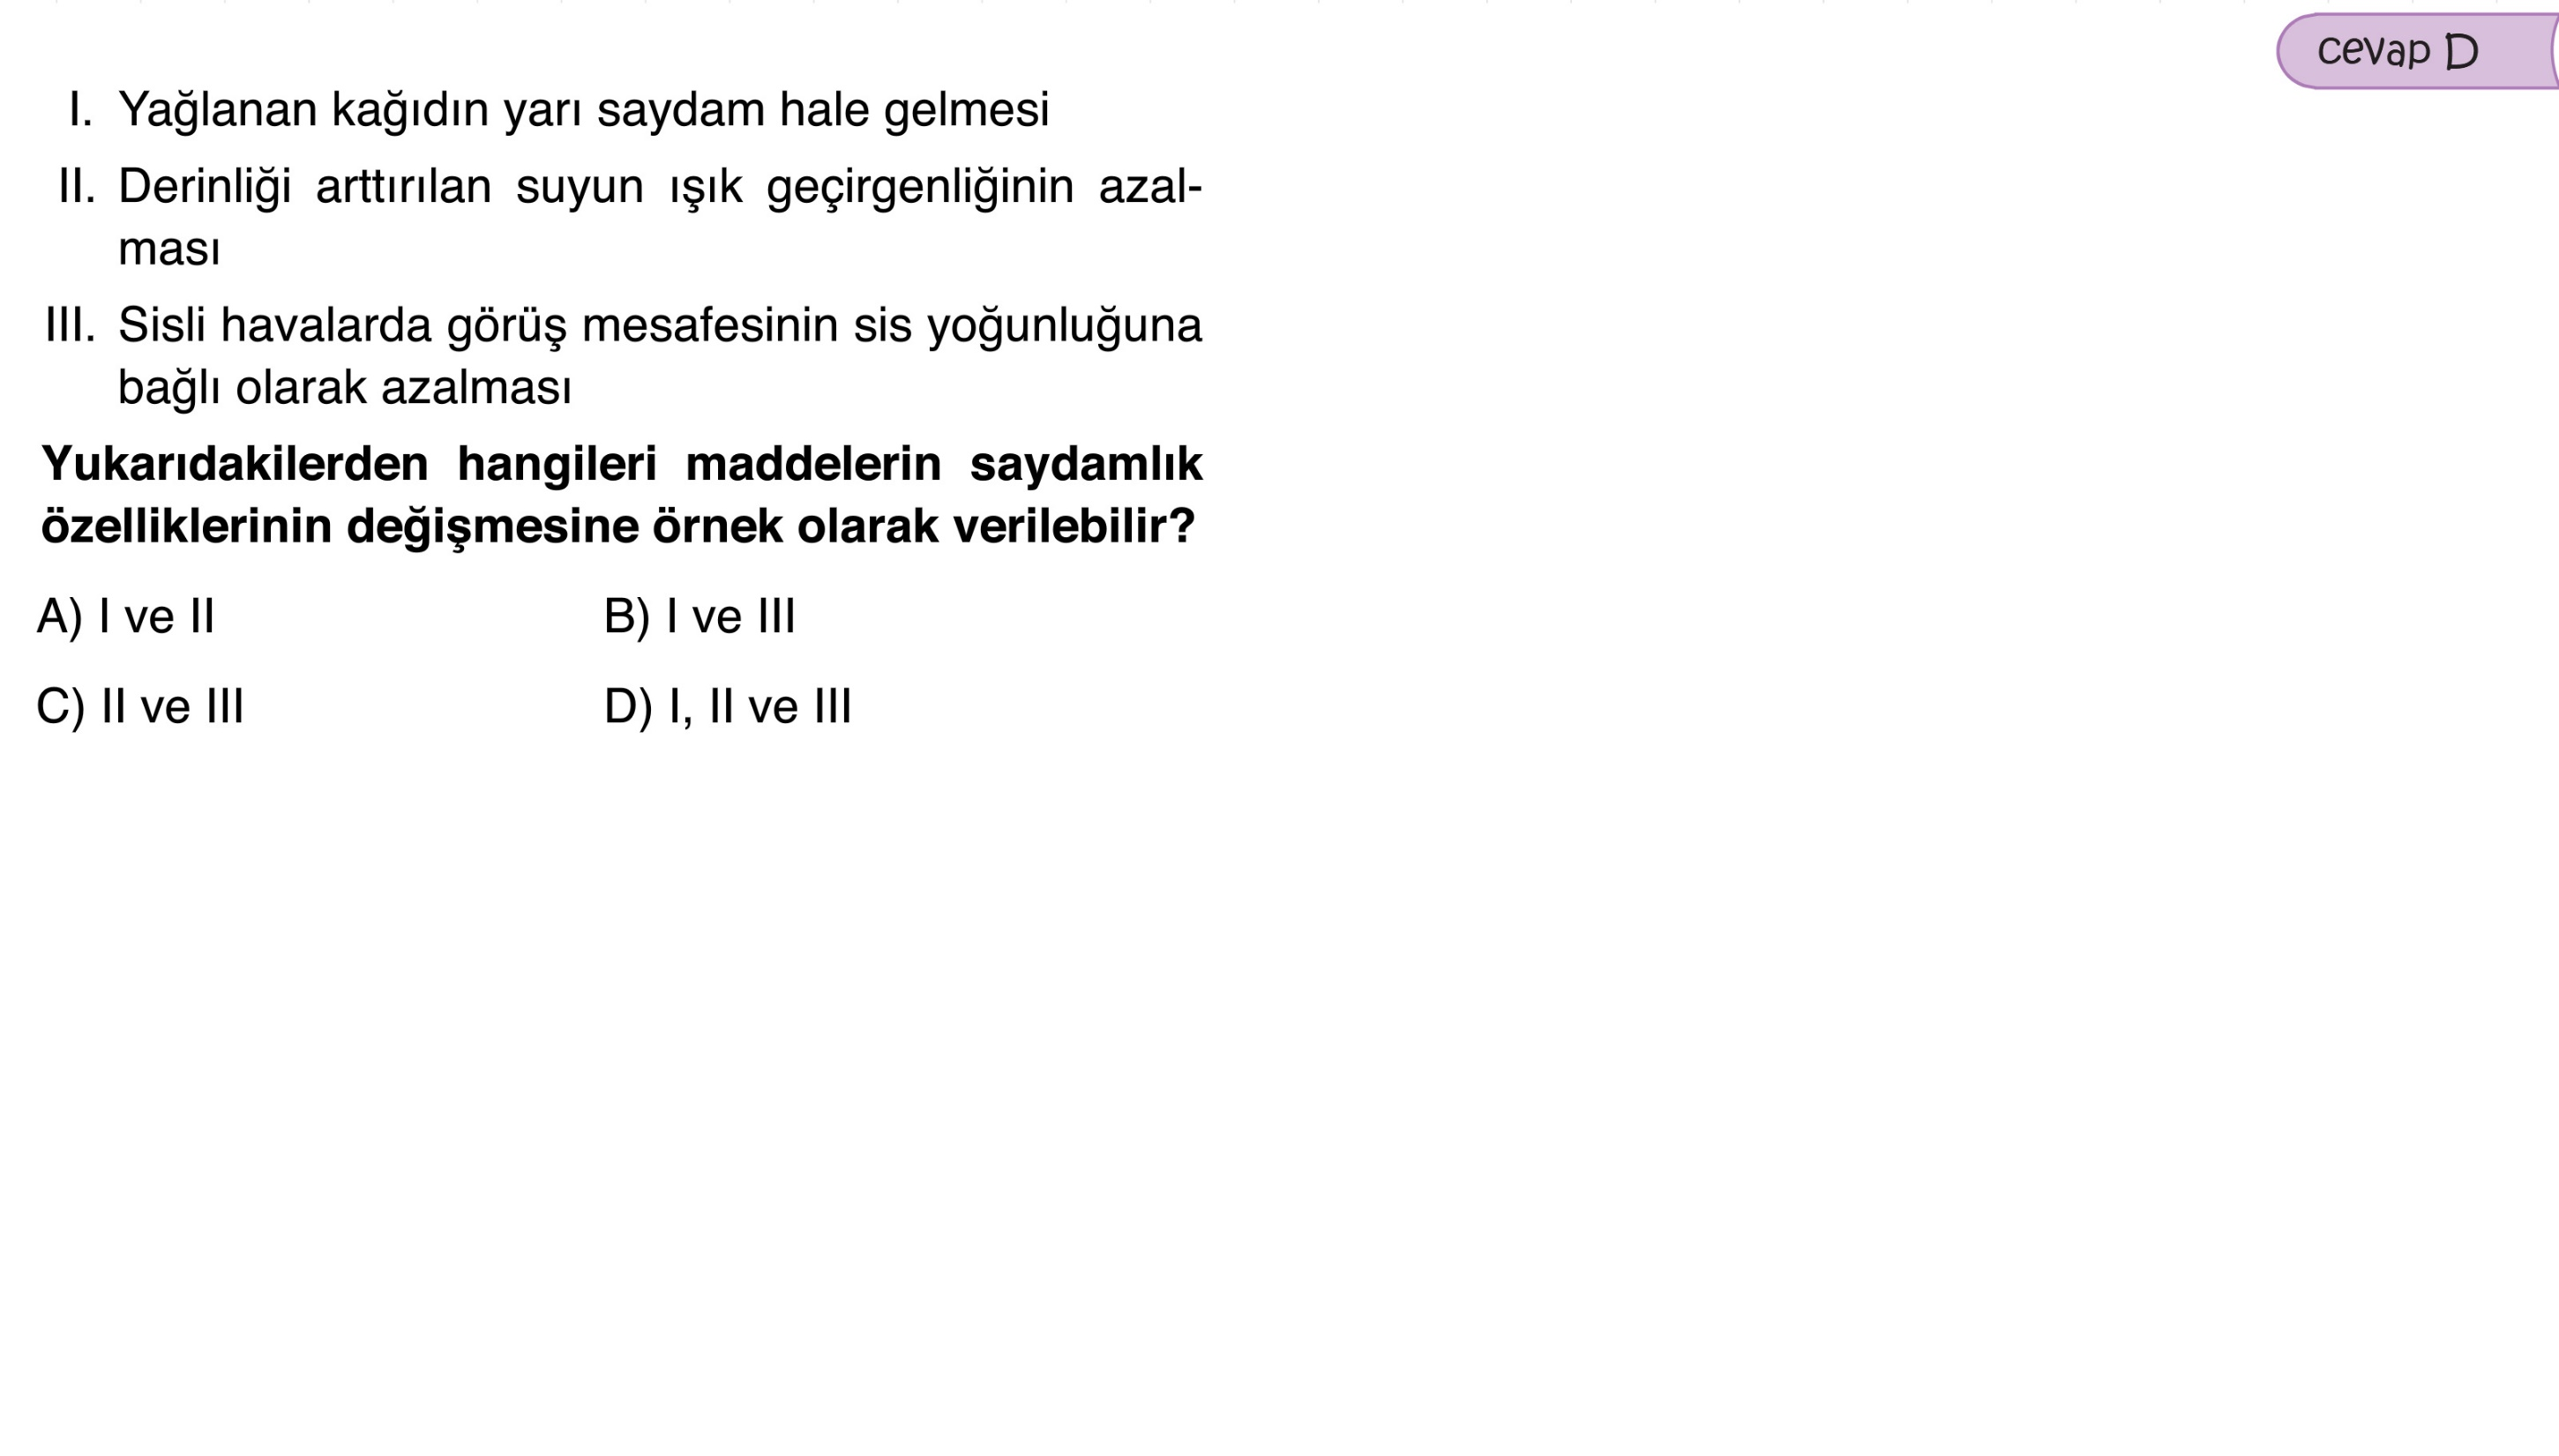 cevap D
I. Yağlanan kağıdın yarı saydam hale gelmesi
II. Derinliği arttırılan suyun ışık geçirgenliğinin azal-
ması
III. Sisli havalarda görüş mesafesinin sis yoğunluğuna
bağlı olarak azalması
Yukarıdakilerden hangileri maddelerin saydamlık
özelliklerinin değişmesine örnek olarak verilebilir?
A) I ve II
B) I ve III
C) II ve III
D) I, II ve III